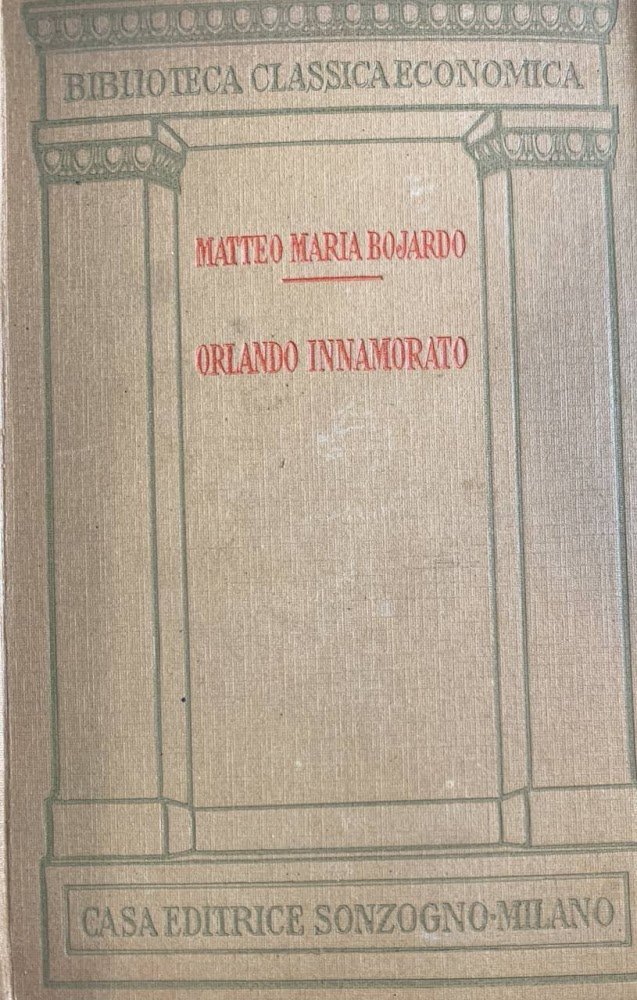 BIBLIOTECA CLASSICA ECONOMICA
MATTEO MARIA BOJARDO
ORLANDO INNAMORATO
CASA EDITRICE SONZOGNO-MILANO